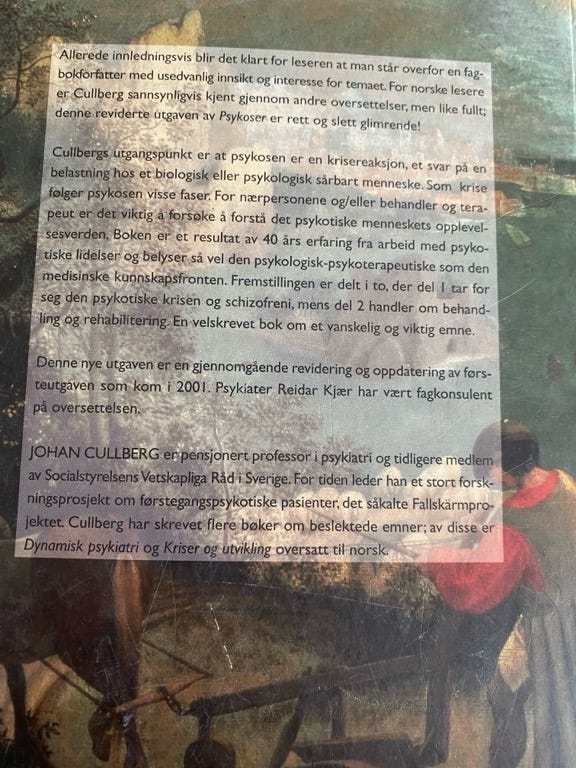 Allerede innledningsvis blir det klart for leseren at man står overfor en fag-
bokforfatter med usedvanlig innsikt og interesse for temaet. For norske lesere
er Cullberg sannsynligvis kjent gjennom andre oversettelser, men like fullt;
denne reviderte utgaven av Psykoser er rett og slett glimrende!
Cullbergs utgangspunkt er at psykosen er en krisereaksjon, et svar på en
belastning hos et biologisk eller psykologisk sårbart menneske. Som krise
følger psykosen visse faser. For nærpersonene og/eller behandler og tera-
peut er det viktig å forsøke å forstå det psykotiske menneskets opplevel-
sesverden. Boken er et resultat av 40 års erfaring fra arbeid med psyko-
tiske lidelser og belyser så vel den psykologisk-psykoterapeutiske som den
medisinske kunnskapsfronten. Fremstillingen er delt i to, der del 1 tar for
seg den psykotiske krisen og schizofreni, mens del 2 handler om behand-
ling og rehabilitering. En velskrevet bok om et vanskelig og viktig emne.
Denne nye utgaven er en gjennomgående revidering og oppdatering av førs-
teutgaven som kom i 2001. Psykiater Reidar Kjær har vært fagkonsulent
på oversettelsen.
JOHAN CULLBERG er pensjonert professor i psykiatri og tidligere medlem
av Socialstyrelsens Vetskapliga Råd i Sverige. For tiden leder han et stort forsk-
ningsprosjekt om førstegangspsykotiske pasienter, det såkalte Fallskärmpro-
jektet. Cullberg har skrevet flere bøker om beslektede emner; av disse er
Dynamisk psykiatri og Kriser og utvikling oversatt til norsk.